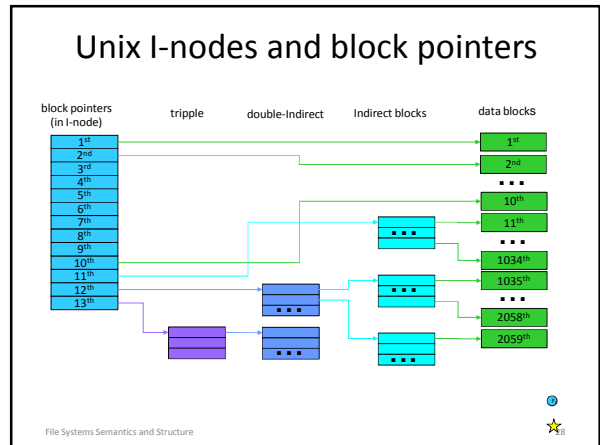 Unix I-nodes and block pointers
block pointers
(in I-node)
tripple
double-Indirect
Indirect blocks
data blocks
1st
2nd
3rd
4th
5th
6th
7th
8th
9th
10th
11th
12th
13th
...
...
...
...
...
1st
2nd
...
10th
11th
...
1034th
1035th
...
2058th
2059th
File Systems Semantics and Structure